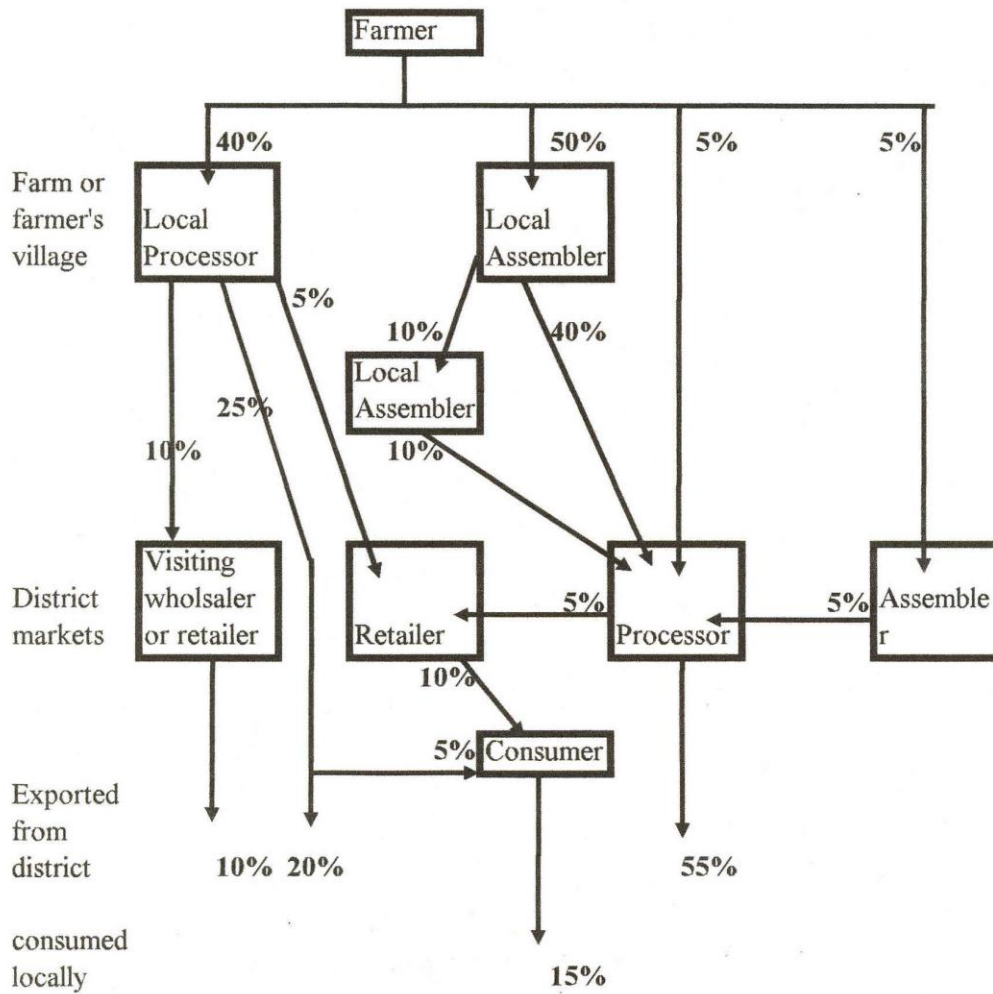 Farmer
40%
50%
5%
5%
Farm or
farmer's
village
Local
Processor
Local
Assembler
5%
10%
40%
Local
Assembler
25%
10%
10%
District
markets
Visiting
wholsaler
or retailer
Retailer
5%
Processor
5%
Assemble
r
10%
5%
Consumer
Exported
from
district
10%
20%
55%
consumed
locally
15%